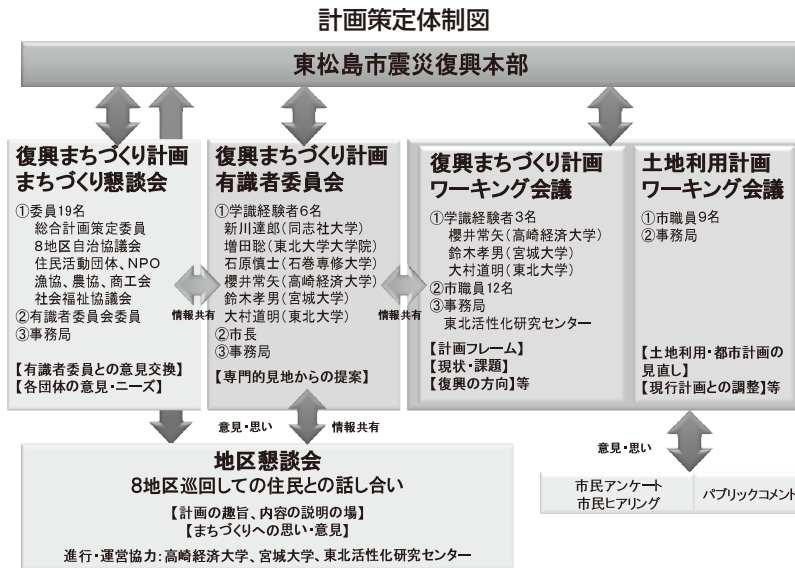 計画策定体制図
東松島市震災復興本部
復興まちづくり計画
まちづくり懇談会
①委員19名
総合計画策定委員
8地区自治協議会
住民活動団体、NPO
漁協、農協、商工会
社会福祉協議会
②有識者委員会委員
③事務局
【有識者委員との意見交換】
【各団体の意見・ニーズ】
情報共有
復興まちづくり計画
有識者委員会
①学識経験者6名
新川達郎(同志社大学)
増田聡(東北大学大学院)
石原慎士(石巻専修大学)
櫻井常矢(高崎経済大学)
鈴木孝男(宮城大学)
大村道明(東北大学)
②市長
③事務局
【専門的見地からの提案】
情報共有
復興まちづくり計画
ワーキング会議
①学識経験者3名
櫻井常矢(高崎経済大学)
鈴木孝男(宮城大学)
大村道明(東北大学)
②市職員12名
③事務局
東北活性化研究センター
【計画フレーム】
【現状・課題】
【復興の方向】等
土地利用計画
ワーキング会議
①市職員9名
②事務局
【土地利用・都市計画の
見直し】
【現行計画との調整】等
意見・思い
情報共有
地区懇談会
8地区巡回しての住民との話し合い
【計画の趣旨、内容の説明の場】
【まちづくりへの思い・意見】
進行・運営協力:高崎経済大学、宮城大学、東北活性化研究センター
意見・思い
市民アンケート
市民ヒアリング
パブリックコメント